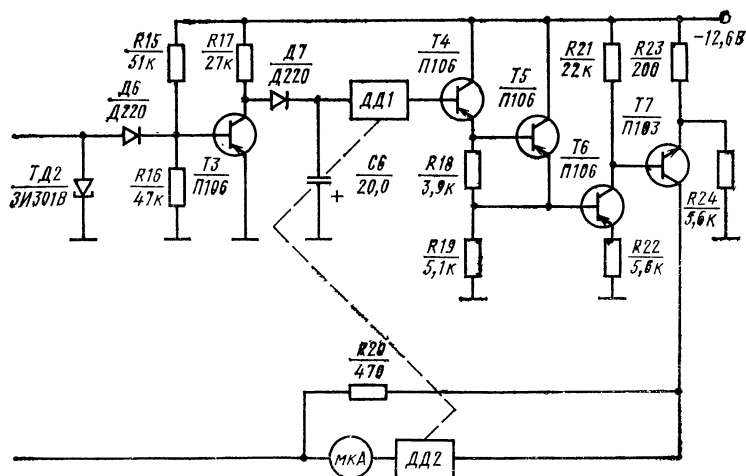 -12,6В
R15
51к
R17
27к
Д7
Д220
Д6
Д220
ДД1
Т4
П106
Т5
П106
R21
22к
R23
200
Т7
П103
Т6
П106
ТД2
ЗИ301В
R16
47к
Т3
П106
С6
20,0
+
R18
3,9к
R19
5,1к
R22
5,6к
R24
5,6к
R20
470
мкА
ДД2